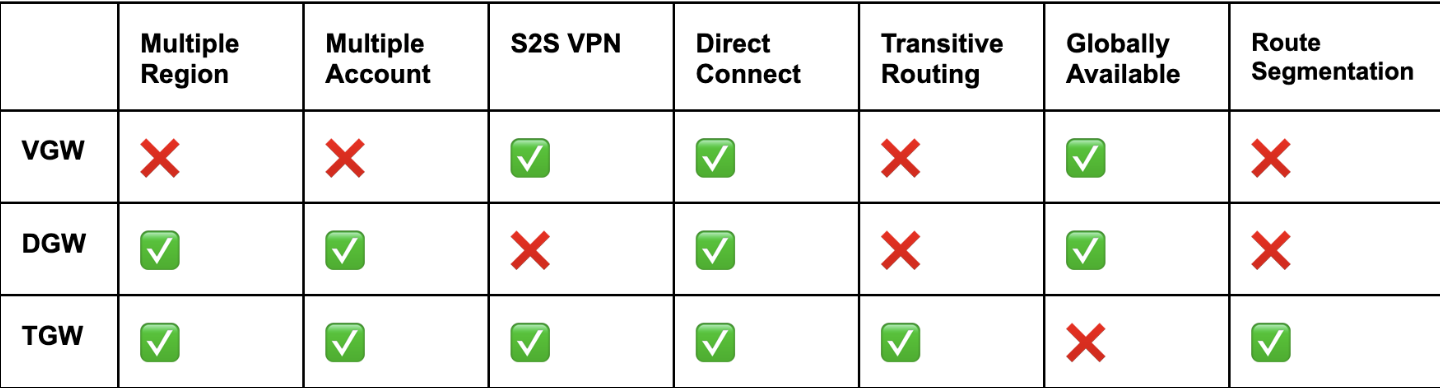 Multiple
Region
Multiple
Account
S2S VPN
Direct
Connect
Transitive
Routing
Globally
Available
Route
Segmentation
VGW ❌ ❌ ✅ ✅ ❌ ✅ ❌
DGW ✅ ✅ ❌ ✅ ❌ ✅ ❌
TGW ✅ ✅ ✅ ✅ ✅ ❌ ✅